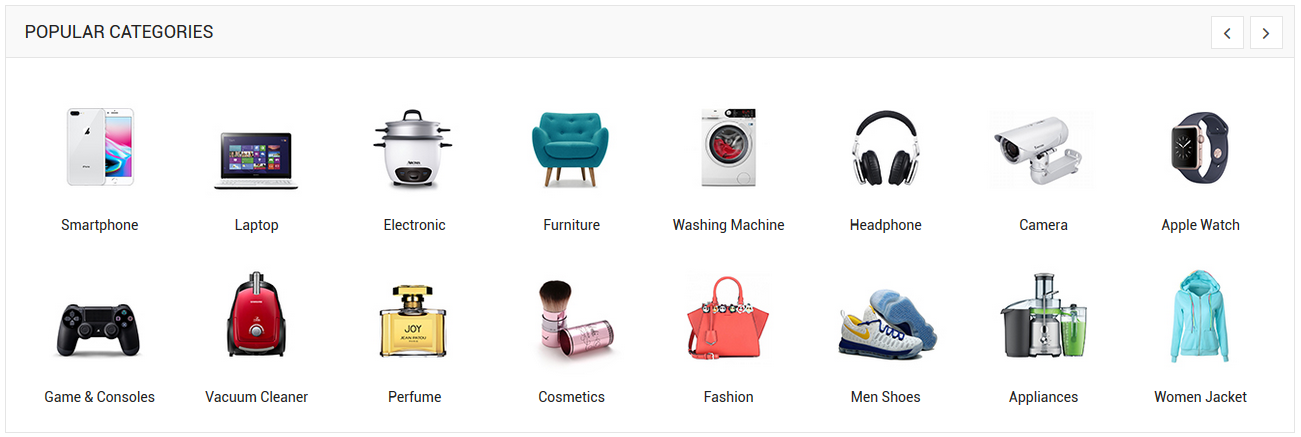 POPULAR CATEGORIES
Smartphone
Laptop
Electronic
Furniture
Washing Machine
Headphone
Camera
Apple Watch
JOY
JEAN PATOU
Game & Consoles
Vacuum Cleaner
Perfume
Cosmetics
Fashion
Men Shoes
Appliances
Women Jacket